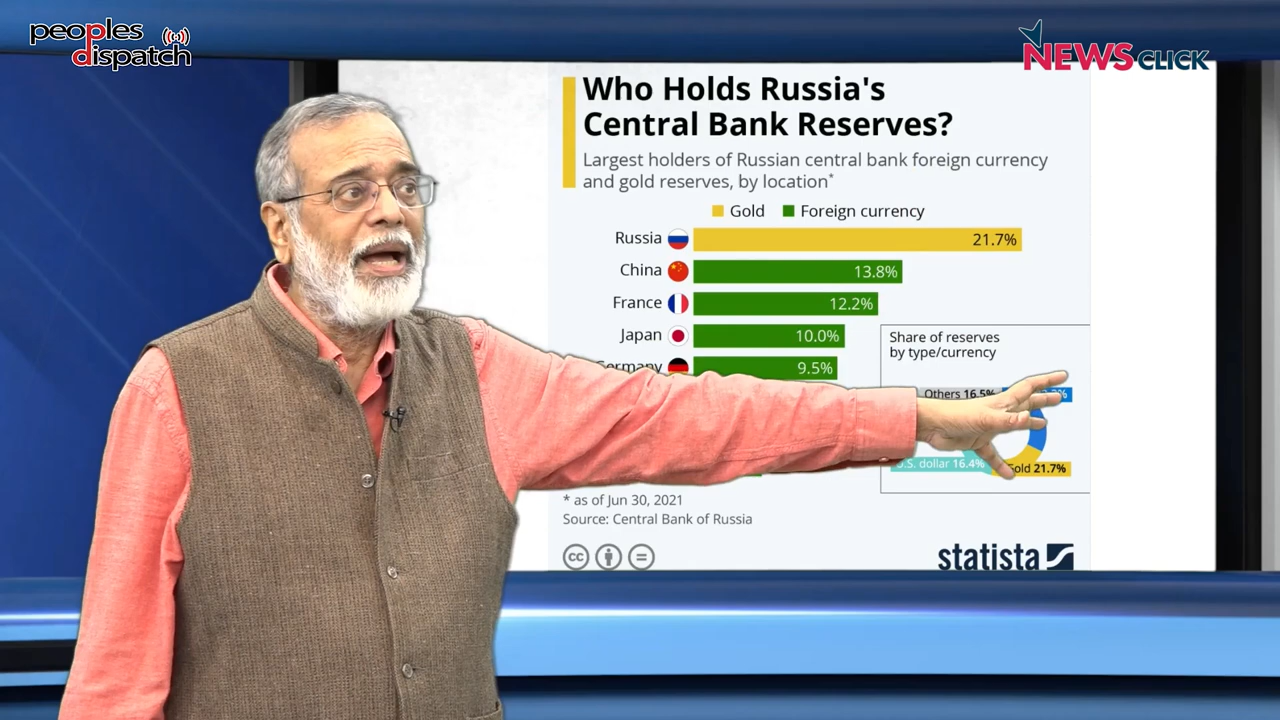 peoples
dispatch
NEWSCLICK
Who Holds Russia's
Central Bank Reserves?
Largest holders of Russian central bank foreign currency
and gold reserves, by location*
Gold Foreign currency
Russia 21.7%
China 13.8%
France 12.2%
Japan 10.0%
Germany 9.5%
Share of reserves
by type/currency
Others 16.5%
U.S. dollar 16.4%
Gold 21.7%
* as of Jun 30, 2021
Source: Central Bank of Russia
cc
statista